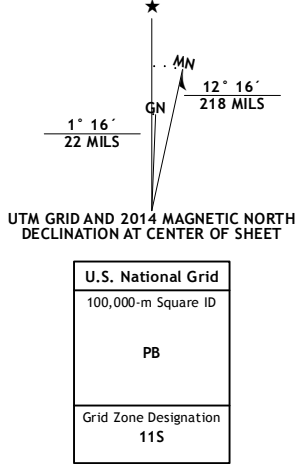 ★
MN
GN
12° 16´
218 MILS
1° 16´
22 MILS
UTM GRID AND 2014 MAGNETIC NORTH
DECLINATION AT CENTER OF SHEET
U.S. National Grid
100,000-m Square ID
PB
Grid Zone Designation
11S